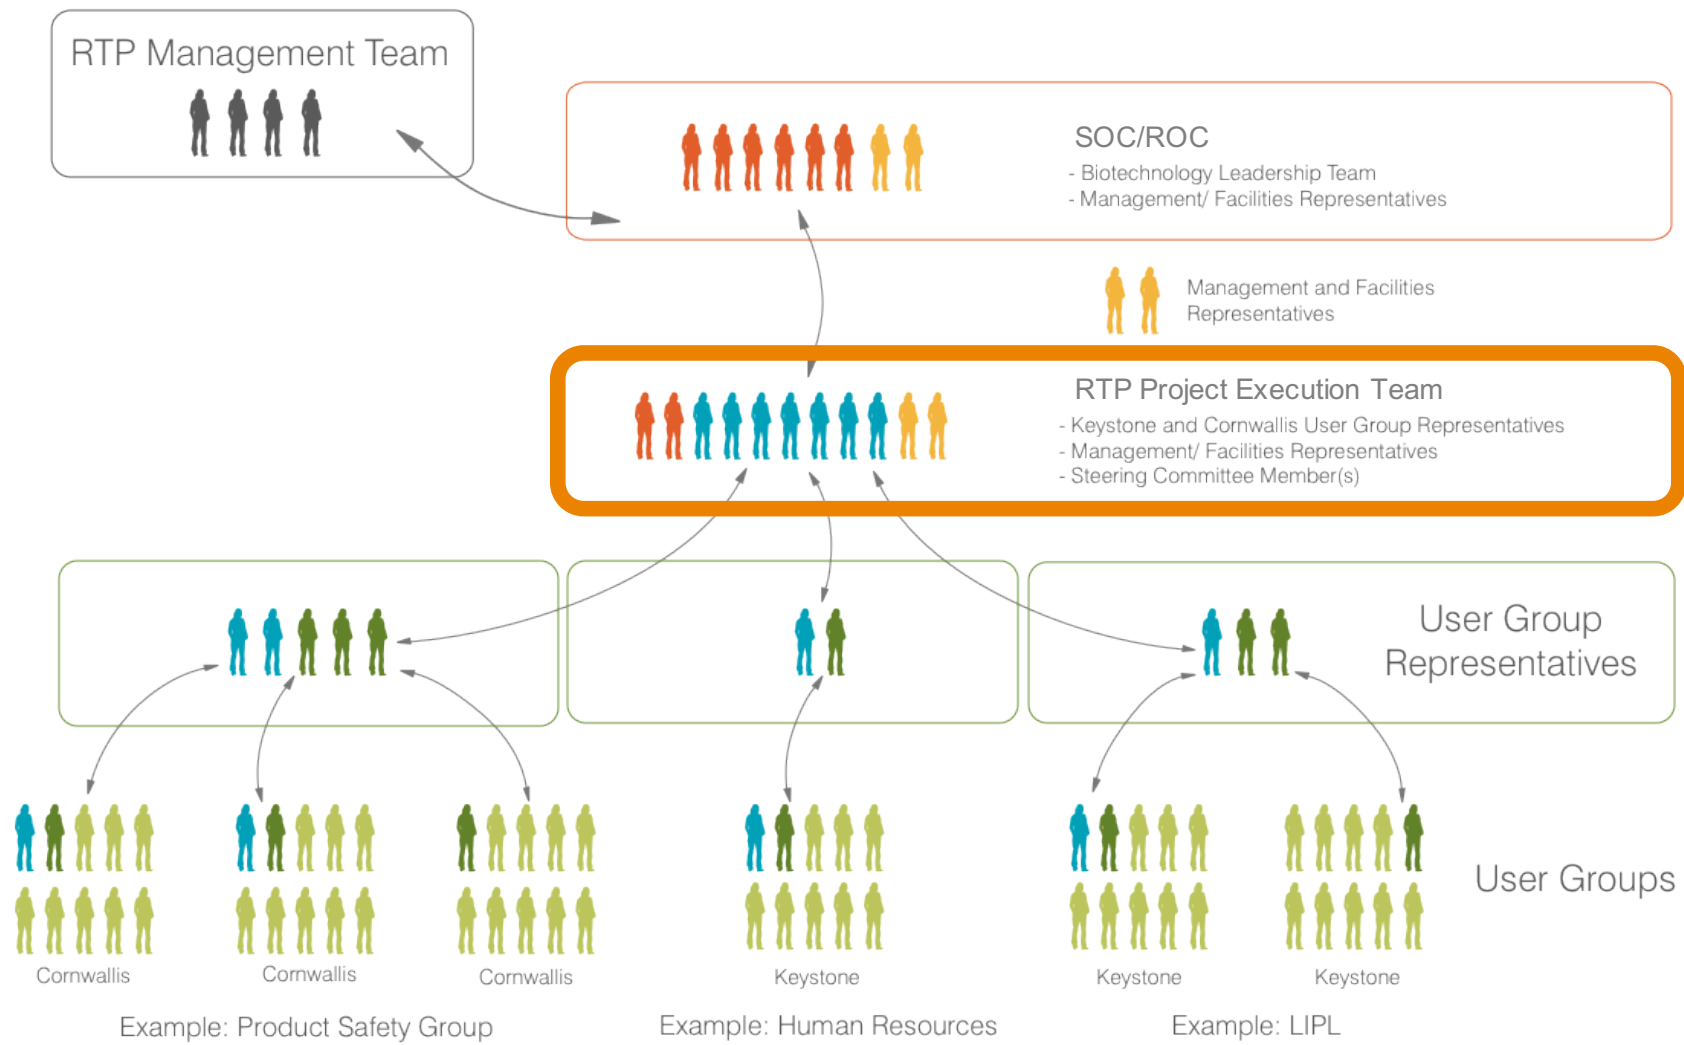 RTP Management Team
SOC/ROC
- Biotechnology Leadership Team
- Management/ Facilities Representatives
Management and Facilities
Representatives
RTP Project Execution Team
- Keystone and Cornwallis User Group Representatives
- Management/ Facilities Representatives
- Steering Committee Member(s)
User Group
Representatives
User Groups
Cornwallis
Cornwallis
Cornwallis
Keystone
Keystone
Keystone
Example: Product Safety Group
Example: Human Resources
Example: LIPL